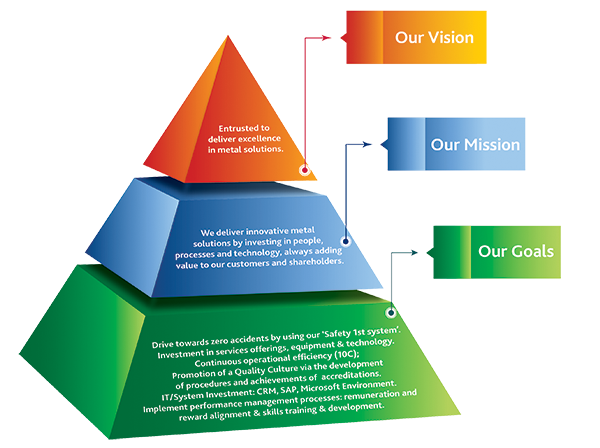 Our Vision
Entrusted to
deliver excellence
in metal solutions.
Our Mission
We deliver innovative metal
solutions by investing in people,
processes and technology, always adding
value to our customers and shareholders.
Our Goals
Drive towards zero accidents by using our 'Safety 1st system'.
Investment in services offerings, equipment & technology.
Continuous operational efficiency (10C);
Promotion of a Quality Culture via the development
of procedures and achievements of accreditations.
IT/System Investment: CRM, SAP, Microsoft Environment.
Implement performance management processes: remuneration and
reward alignment & skills training & development.